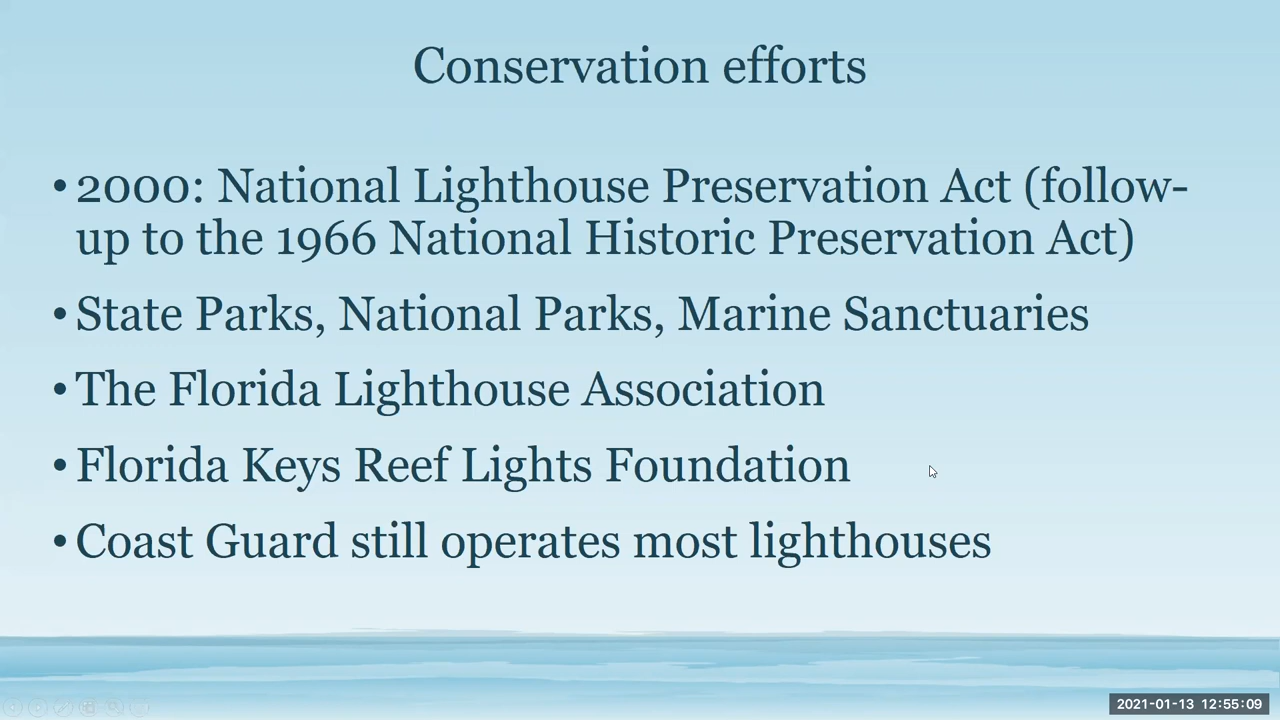 Conservation efforts
• 2000: National Lighthouse Preservation Act (follow-
up to the 1966 National Historic Preservation Act)
• State Parks, National Parks, Marine Sanctuaries
• The Florida Lighthouse Association
• Florida Keys Reef Lights Foundation
• Coast Guard still operates most lighthouses
2021-01-13 12:55:09